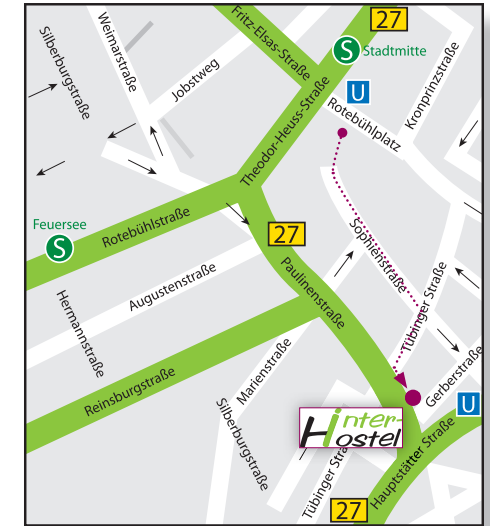 27
Fritz-Elsas-Straße
S
Stadtmitte
Weimarstraße
Silberburgstraße
Jobstweg
U
Kronprinzstraße
Rotebühlplatz
Theodor-Heuss-Straße
Feuersee
S
Rotebühlstraße
27
Sophienstraße
Augustenstraße
Paulinenstraße
Tübinger Straße
Hermannstraße
Marienstraße
Reinsburgstraße
Gerberstraße
U
Silberburgstraße
inter-
Hostel
Hauptstätter Straße
Tübinger Stra
27